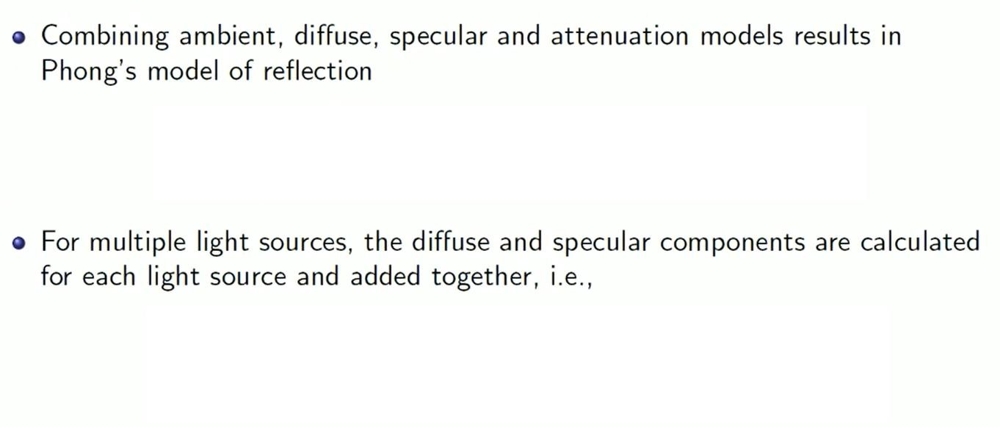 Combining ambient, diffuse, specular and attenuation models results in
Phong's model of reflection
For multiple light sources, the diffuse and specular components are calculated
for each light source and added together, i.e.,